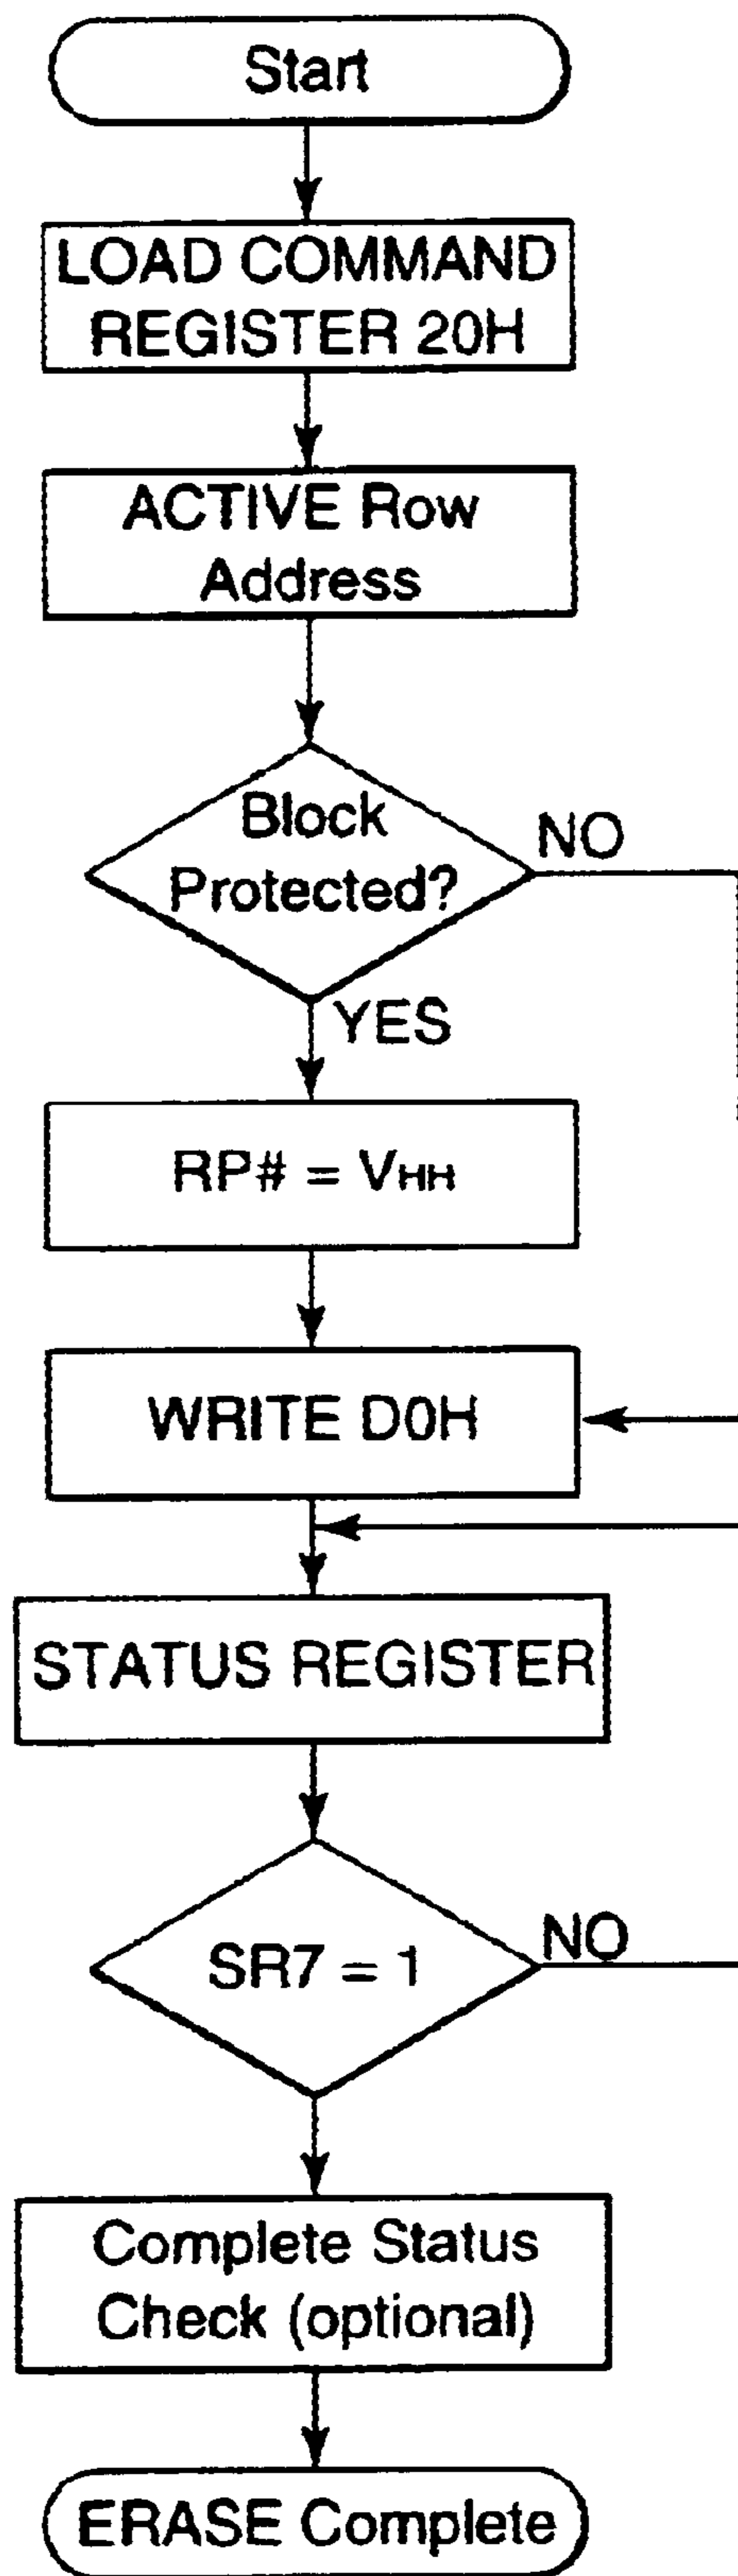 Start
LOAD COMMAND
REGISTER 20H
ACTIVE Row
Address
Block
Protected?
NO
YES
RP# = VHH
WRITE D0H
STATUS REGISTER
SR7 = 1
NO
Complete Status
Check (optional)
ERASE Complete